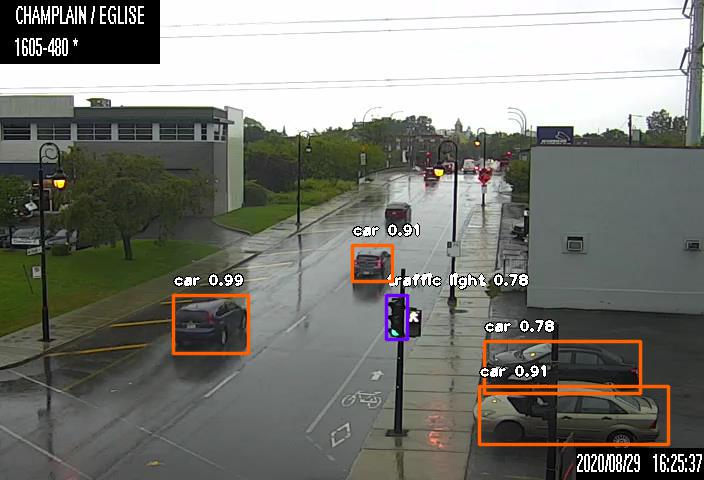 CHAMPLAIN / EGLISE
1605-480 *
car 0.91
car 0.99
traffic light 0.78
car 0.78
car 0.91
2020/08/29 16:25:37